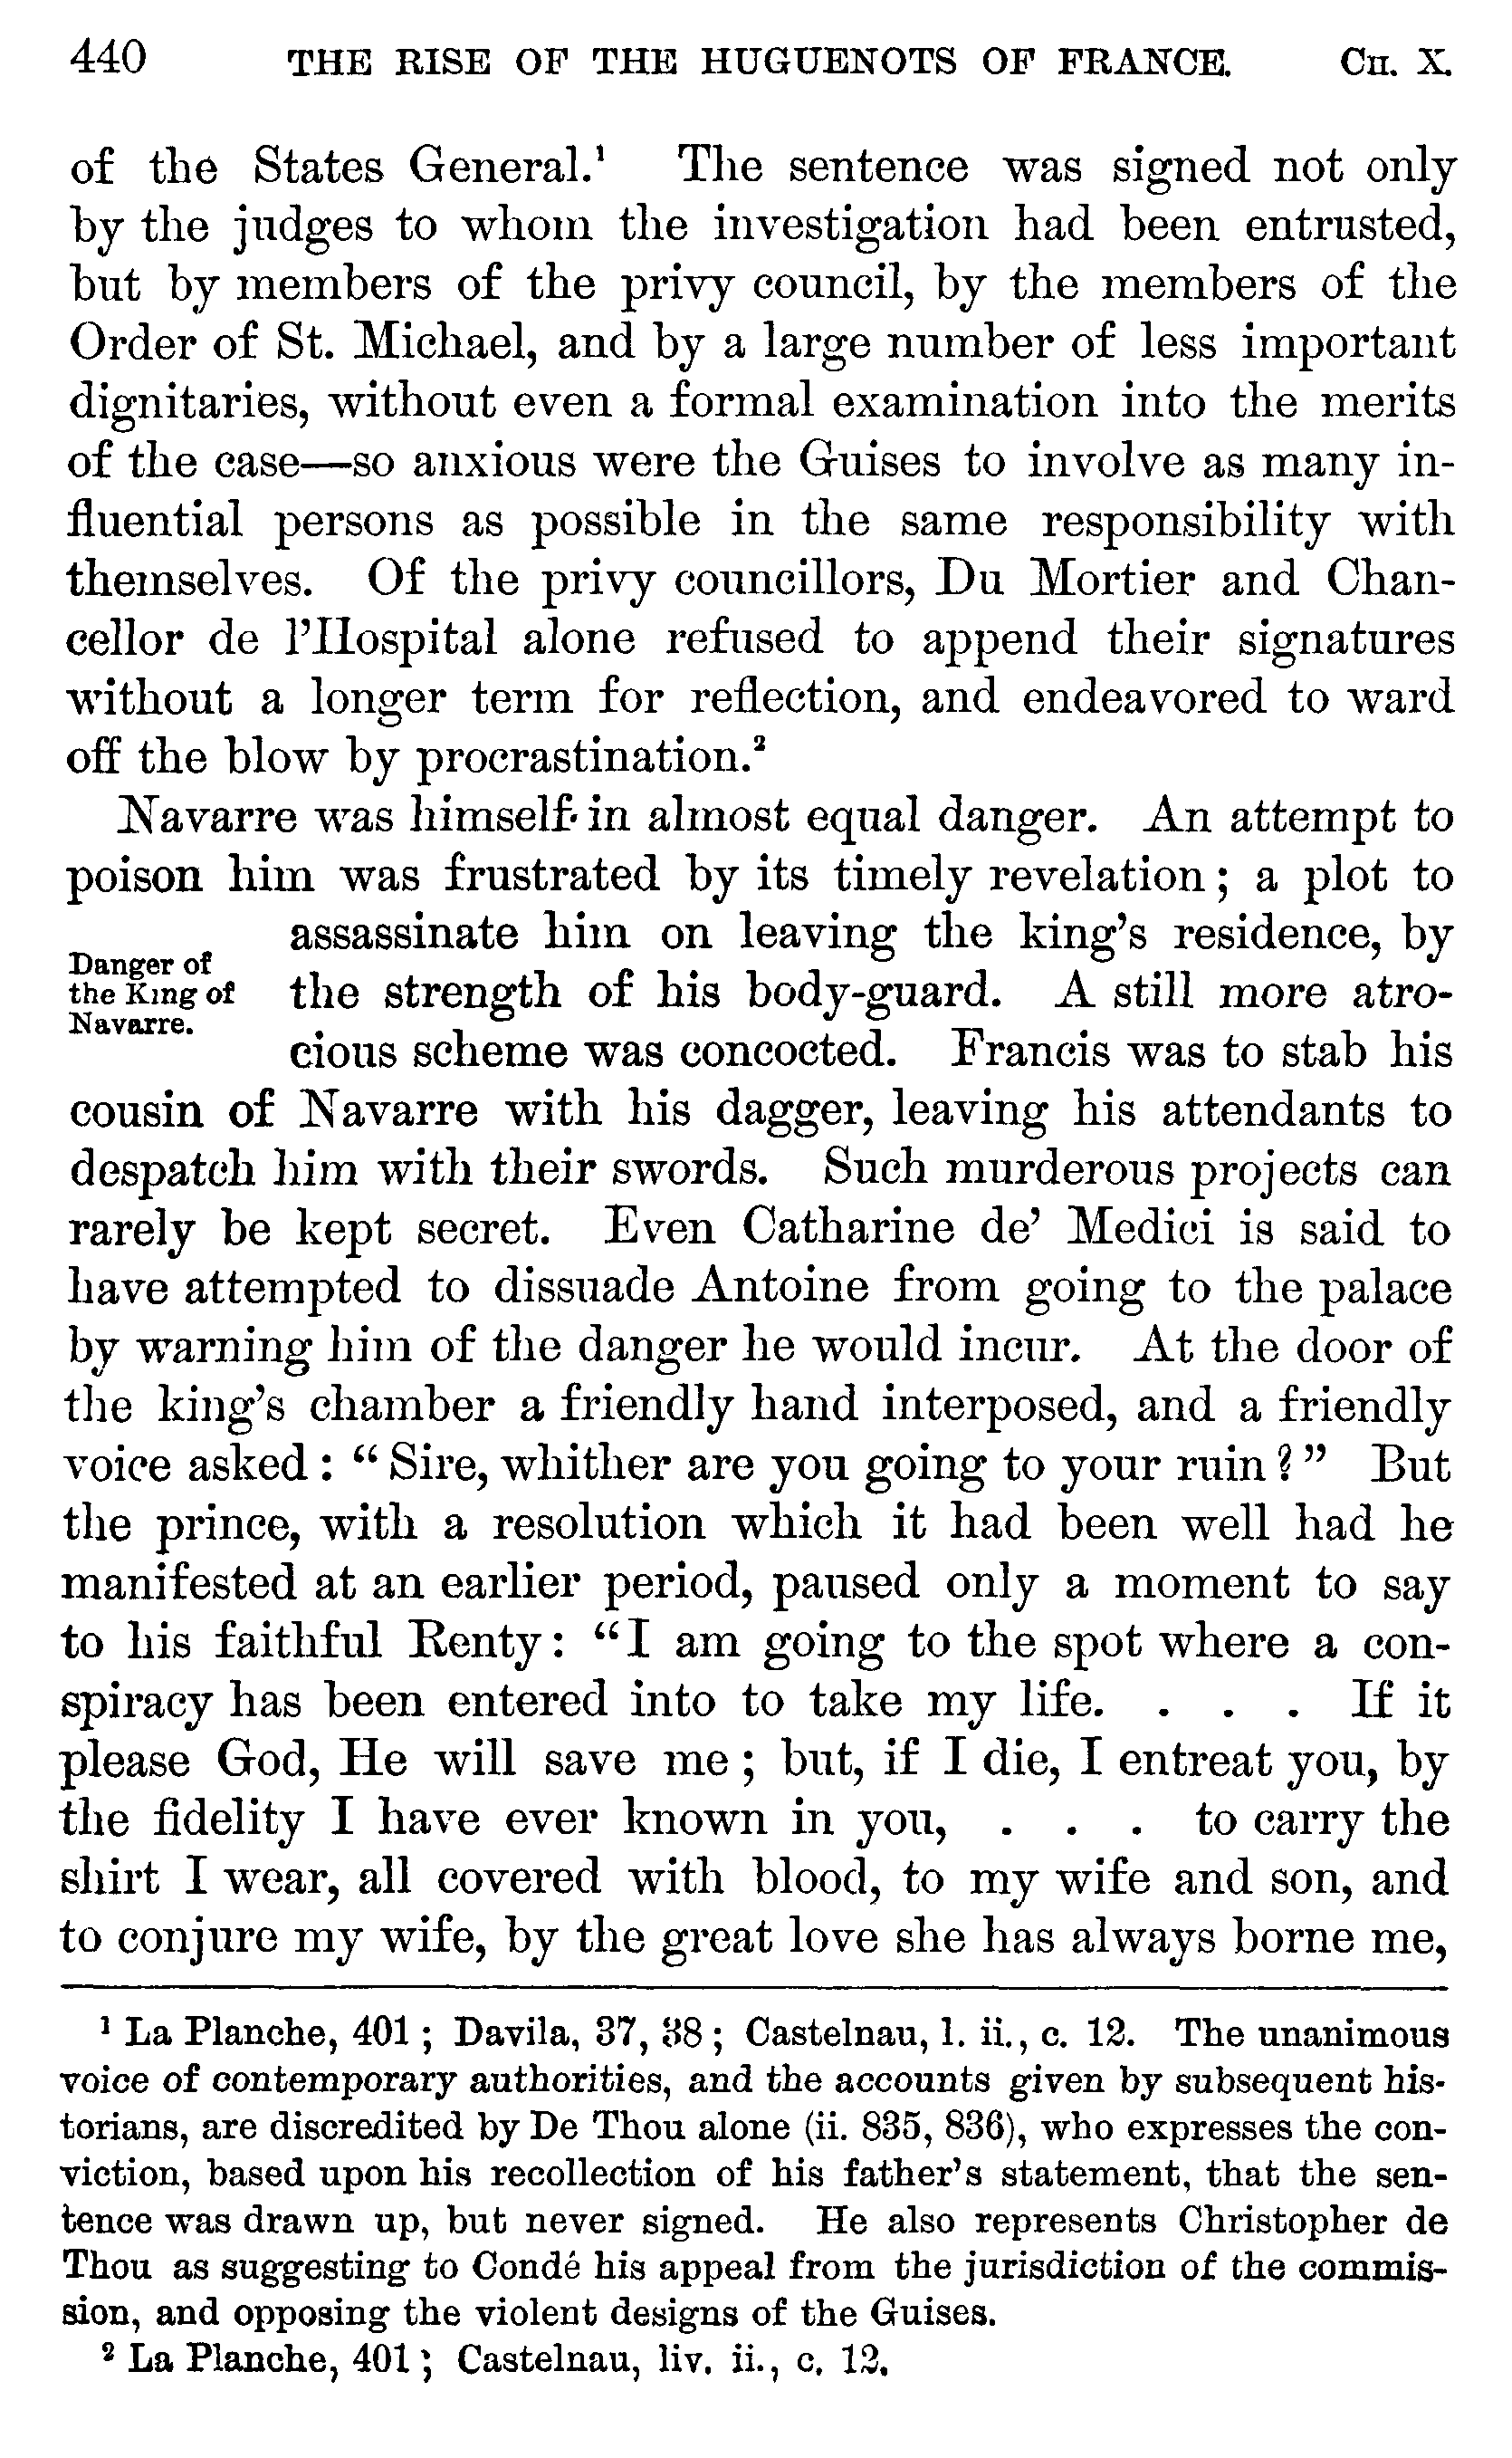 440 THE RISE OF THE HUGUENOTS OF FRANCE. CH. X.
of the States General.¹ The sentence was signed not only
by the judges to whom the investigation had been entrusted,
but by members of the privy council, by the members of the
Order of St. Michael, and by a large number of less important
dignitaries, without even a formal examination into the merits
of the case—so anxious were the Guises to involve as many in-
fluential persons as possible in the same responsibility with
themselves. Of the privy councillors, Du Mortier and Chan-
cellor de l'Hospital alone refused to append their signatures
without a longer term for reflection, and endeavored to ward
off the blow by procrastination.²
Navarre was himself in almost equal danger. An attempt to
poison him was frustrated by its timely revelation; a plot to
assassinate him on leaving the king's residence, by
Danger of
the King of
Navarre.
the strength of his body-guard. A still more atro-
cious scheme was concocted. Francis was to stab his
cousin of Navarre with his dagger, leaving his attendants to
despatch him with their swords. Such murderous projects can
rarely be kept secret. Even Catharine de' Medici is said to
have attempted to dissuade Antoine from going to the palace
by warning him of the danger he would incur. At the door of
the king's chamber a friendly hand interposed, and a friendly
voice asked: "Sire, whither are you going to your ruin?" But
the prince, with a resolution which it had been well had he
manifested at an earlier period, paused only a moment to say
to his faithful Renty: "I am going to the spot where a con-
spiracy has been entered into to take my life. . . . If it
please God, He will save me; but, if I die, I entreat you, by
the fidelity I have ever known in you, . . . to carry the
shirt I wear, all covered with blood, to my wife and son, and
to conjure my wife, by the great love she has always borne me,
¹ La Planche, 401; Davila, 37, 38; Castelnau, l. ii., c. 12. The unanimous
voice of contemporary authorities, and the accounts given by subsequent his-
torians, are discredited by De Thou alone (ii. 835, 836), who expresses the con-
viction, based upon his recollection of his father's statement, that the sen-
tence was drawn up, but never signed. He also represents Christopher de
Thou as suggesting to Condé his appeal from the jurisdiction of the commis-
sion, and opposing the violent designs of the Guises.
² La Planche, 401; Castelnau, liv. ii., c. 12.